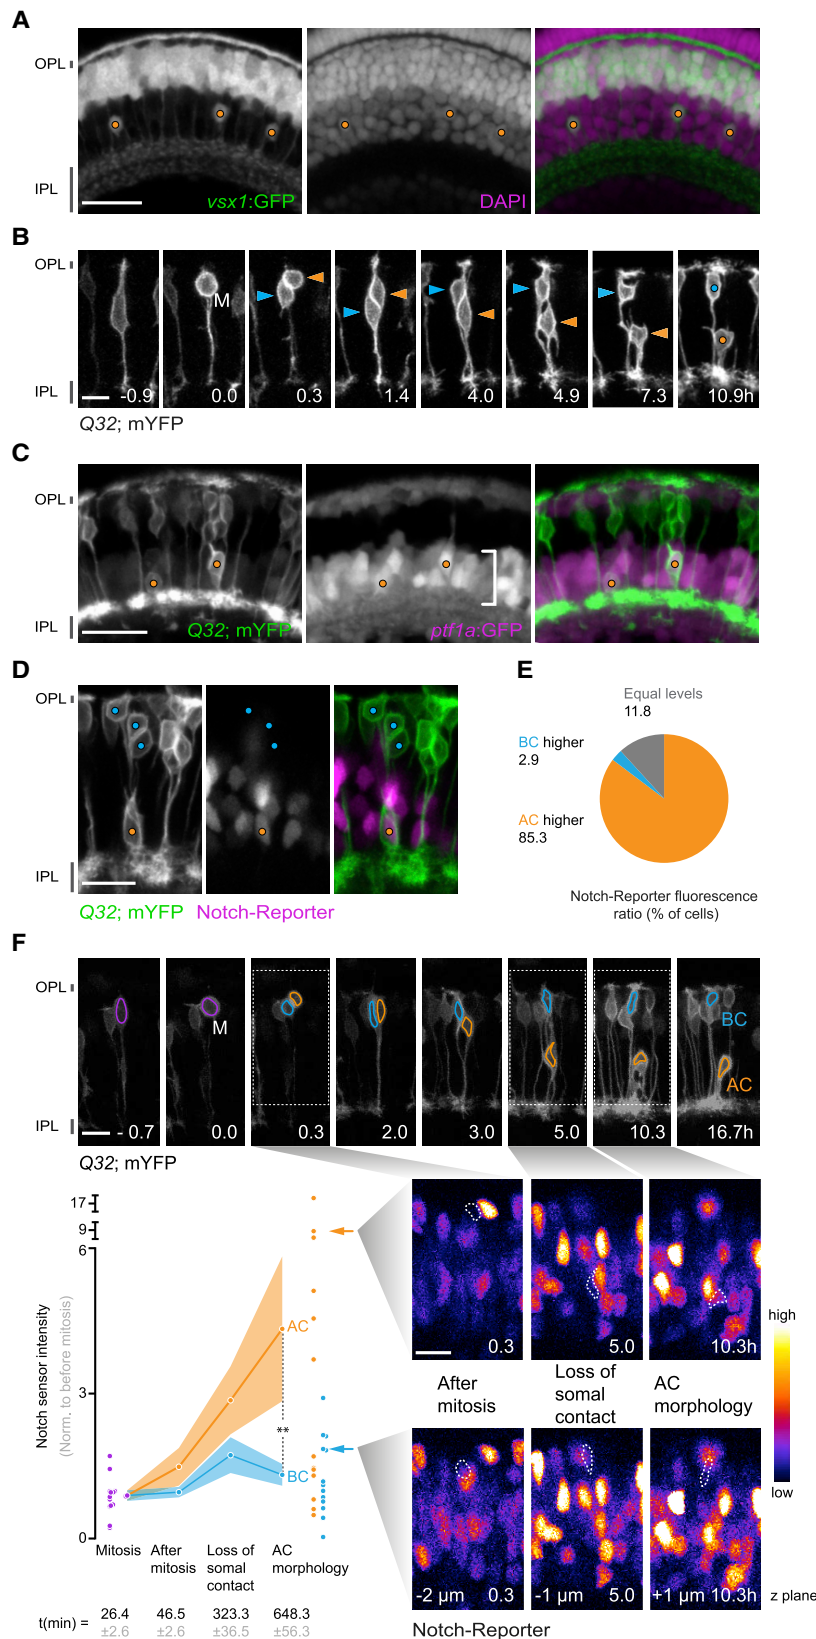 A
OPL
IPL
vsx1:GFP
DAPI
B
OPL
M
IPL
-0.9
0.0
0.3
1.4
4.0
4.9
7.3
10.9h
Q32; mYFP
C
OPL
IPL
Q32; mYFP
ptf1a:GFP
D
OPL
IPL
Q32; mYFP Notch-Reporter
E
Equal levels
11.8
BC higher
2.9
AC higher
85.3
Notch-Reporter fluorescence
ratio (% of cells)
F
OPL
M
BC
AC
IPL
- 0.7
0.0
0.3
2.0
3.0
5.0
10.3
16.7h
Q32; mYFP
17
9
6
3
0
Notch sensor intensity
(Norm. to before mitosis)
AC
**
BC
Mitosis
After
mitosis
Loss of
somal
contact
AC
morphology
t(min) = 26.4 46.5 323.3 648.3
±2.6 ±2.6 ±36.5 ±56.3
0.3
5.0
10.3h
After
mitosis
Loss of
somal
contact
AC
morphology
high
low
-2 µm 0.3
-1 µm 5.0
+1 µm 10.3h
z plane
Notch-Reporter